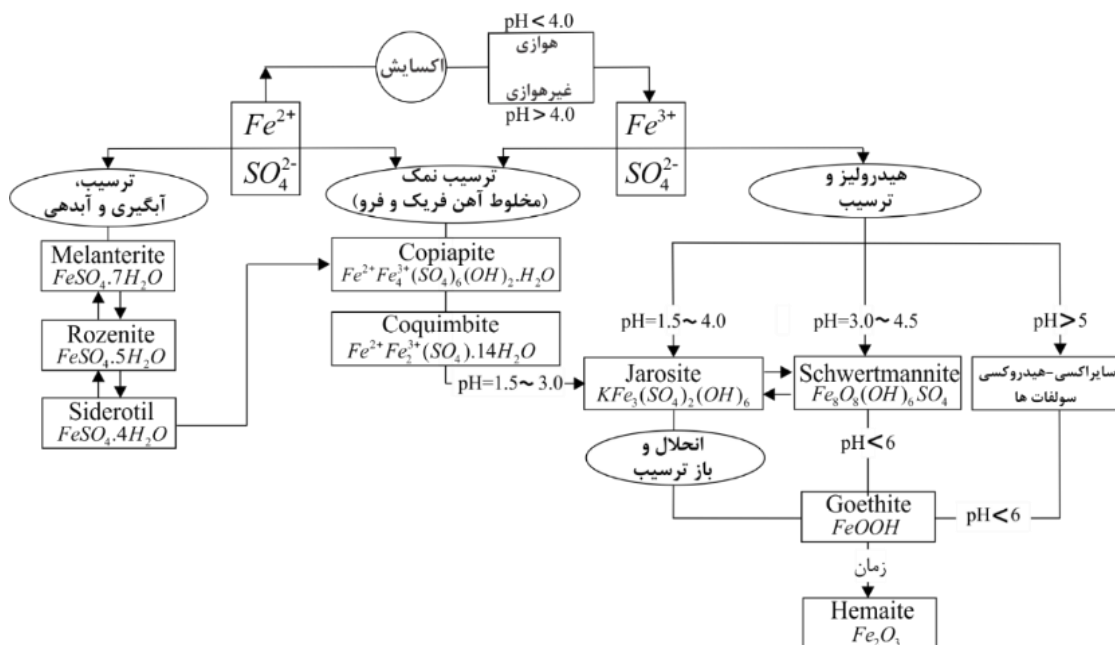 pH<4.0
هوازی
غیرهوازی
pH>4.0
اکسایش
Fe²⁺
SO₄²⁻
Fe³⁺
SO₄²⁻
ترسیب،
آبگیری و آبدهی
ترسیب نمک
(مخلوط آهن فریک و فرو)
هیدرولیز و
ترسیب
Melanterite
FeSO₄.7H₂O
Rozenite
FeSO₄.5H₂O
Siderotil
FeSO₄.4H₂O
Copiapite
Fe²⁺Fe₄³⁺(SO₄)₆(OH)₂.H₂O
Coquimbite
Fe²⁺Fe₂³⁺(SO₄).14H₂O
pH=1.5~3.0
pH=1.5~4.0
pH=3.0~4.5
pH>5
Jarosite
KFe₃(SO₄)₂(OH)₆
Schwertmannite
Fe₈O₈(OH)₆SO₄
سایراکسی-هیدروکسی
سولفات ها
انحلال و
باز ترسیب
pH<6
Goethite
FeOOH
pH<6
زمان
Hemaite
Fe₂O₃